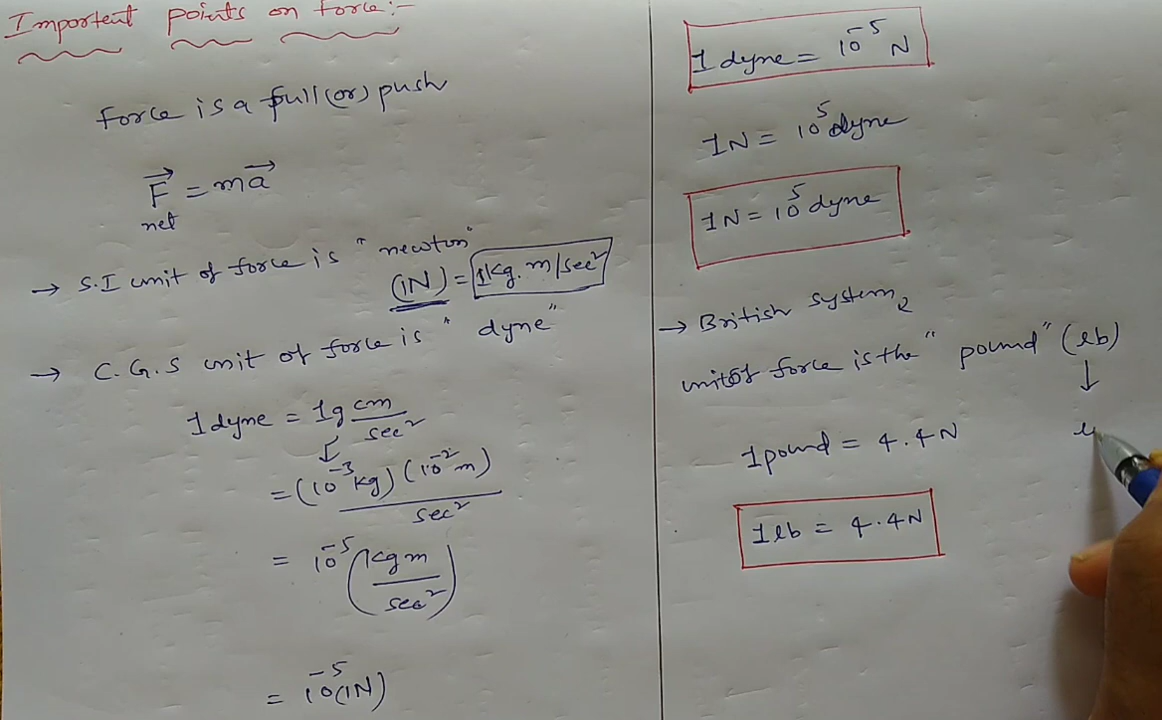 Important points on force:-
Force is a pull (or) push
F⃗net = ma⃗
→ S.I unit of force is "newton"
(1N) = 1kg.m/sec²
→ C.G.S unit of force is "dyne"
1 dyne = 1g cm/sec²
= (10⁻³ kg) (10⁻² m)/sec²
= 10⁻⁵ (kg m/sec²)
= 10⁻⁵ (1N)
1 dyne = 10⁻⁵ N
1N = 10⁵ dyne
1N = 10⁵ dyne
→ British system,
unit of force is the "pound" (lb)
↓
1 pound = 4.4N
1 lb = 4.4N